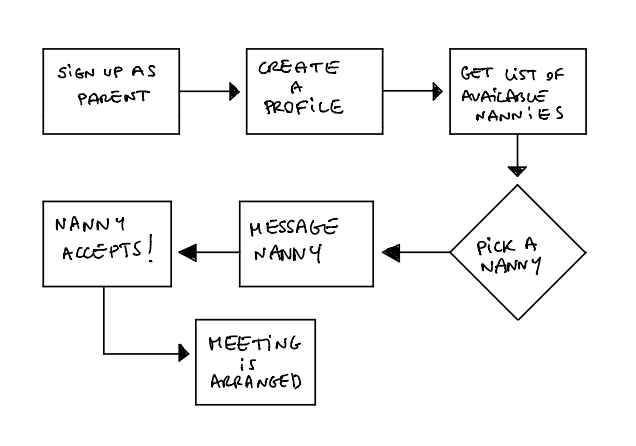 SIGN UP AS
PARENT
CREATE
A
PROFILE
GET LIST OF
AVAILABLE
NANNIES
PICK A
NANNY
MESSAGE
NANNY
NANNY
ACCEPTS!
MEETING
IS
ARRANGED